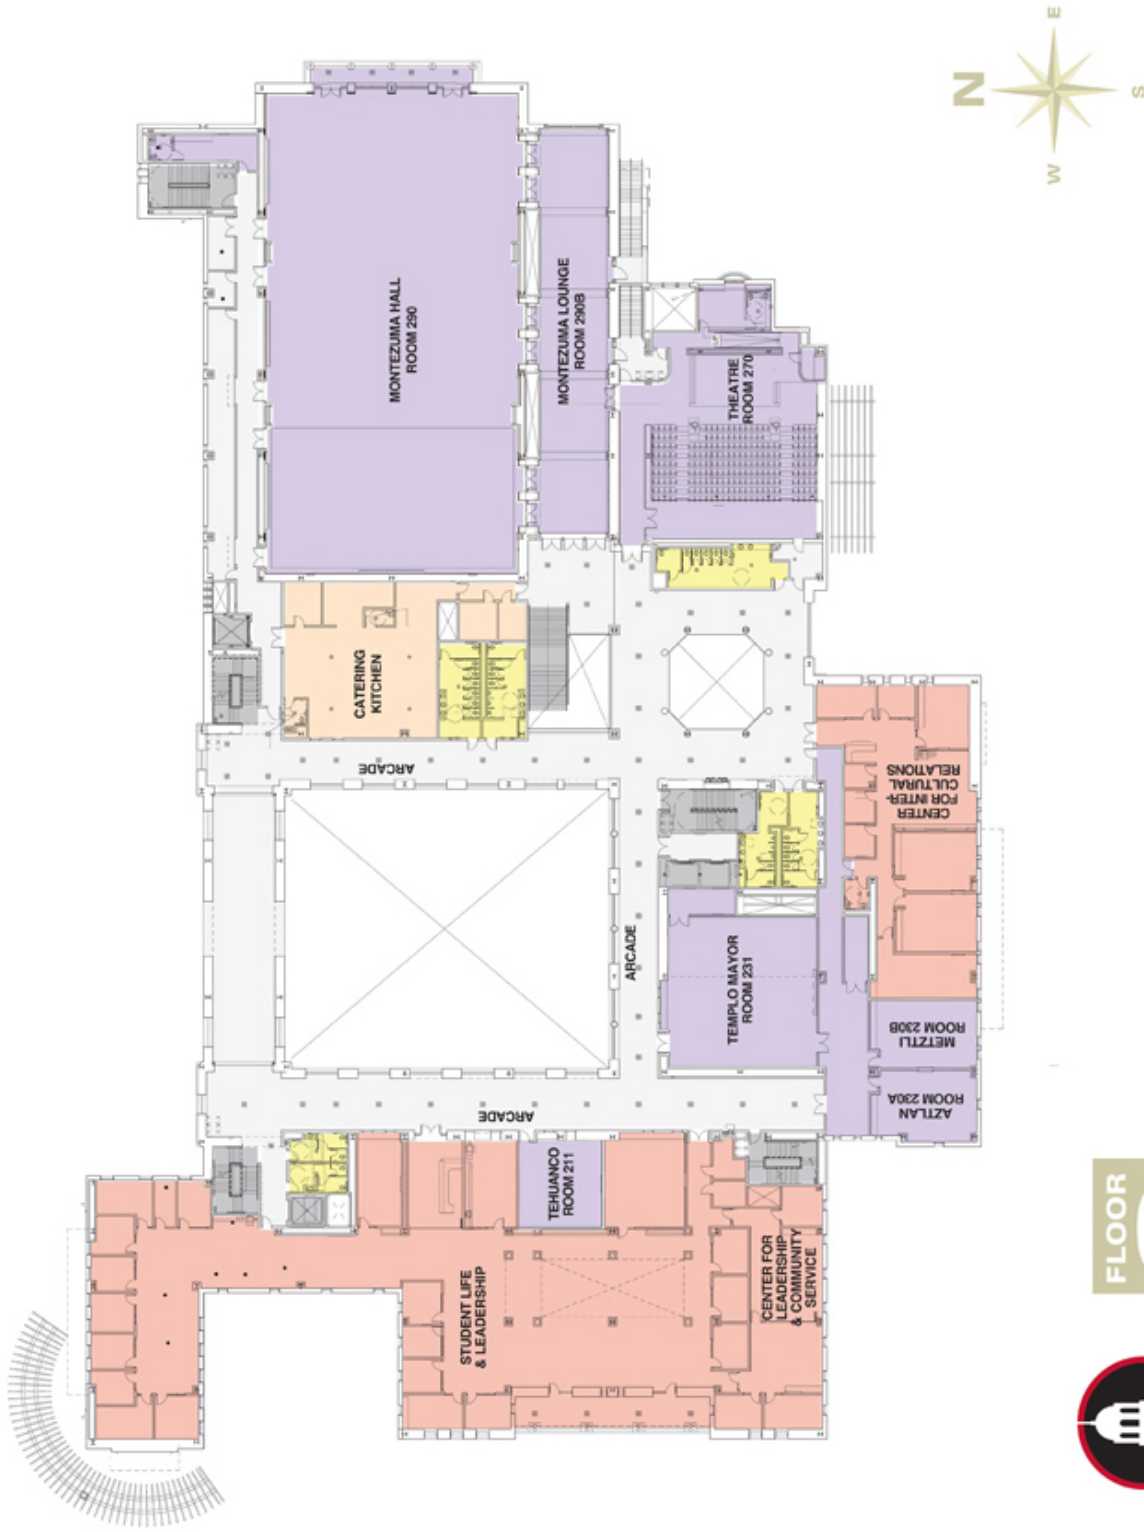 E
N
S
W
MONTEZUMA HALL
ROOM 290
MONTEZUMA LOUNGE
ROOM 290B
THEATRE
ROOM 270
CATERING
KITCHEN
ARCADE
CENTER
FOR INTER-
CULTURAL
RELATIONS
ARCADE
TEMPLO MAYOR
ROOM 231
METZTLI
ROOM 230B
AZTLAN
ROOM 230A
ARCADE
TEHUANCO
ROOM 211
STUDENT LIFE
& LEADERSHIP
CENTER FOR
LEADERSHIP
& COMMUNITY
SERVICE
FLOOR